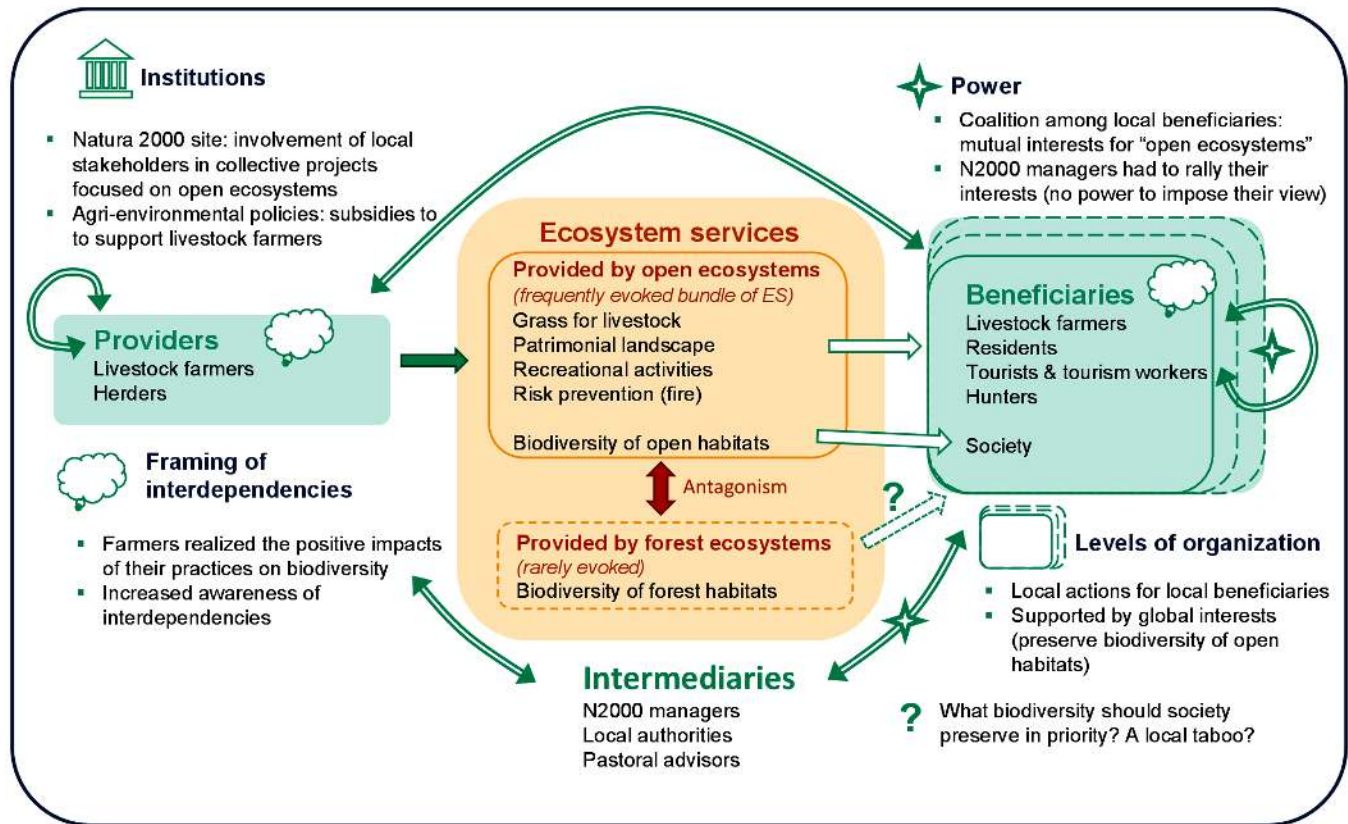 Institutions
▪ Natura 2000 site: involvement of local
stakeholders in collective projects
focused on open ecosystems
▪ Agri-environmental policies: subsidies to
to support livestock farmers
Power
▪ Coalition among local beneficiaries:
mutual interests for “open ecosystems”
▪ N2000 managers had to rally their
interests (no power to impose their view)
Providers
Livestock farmers
Herders
Ecosystem services
Provided by open ecosystems
(frequently evoked bundle of ES)
Grass for livestock
Patrimonial landscape
Recreational activities
Risk prevention (fire)
Biodiversity of open habitats
Antagonism
Provided by forest ecosystems
(rarely evoked)
Biodiversity of forest habitats
?
Beneficiaries
Livestock farmers
Residents
Tourists & tourism workers
Hunters
Society
Framing of
interdependencies
▪ Farmers realized the positive impacts
of their practices on biodiversity
▪ Increased awareness of
interdependencies
Intermediaries
N2000 managers
Local authorities
Pastoral advisors
Levels of organization
▪ Local actions for local beneficiaries
▪ Supported by global interests
(preserve biodiversity of open
habitats)
? What biodiversity should society
preserve in priority? A local taboo?